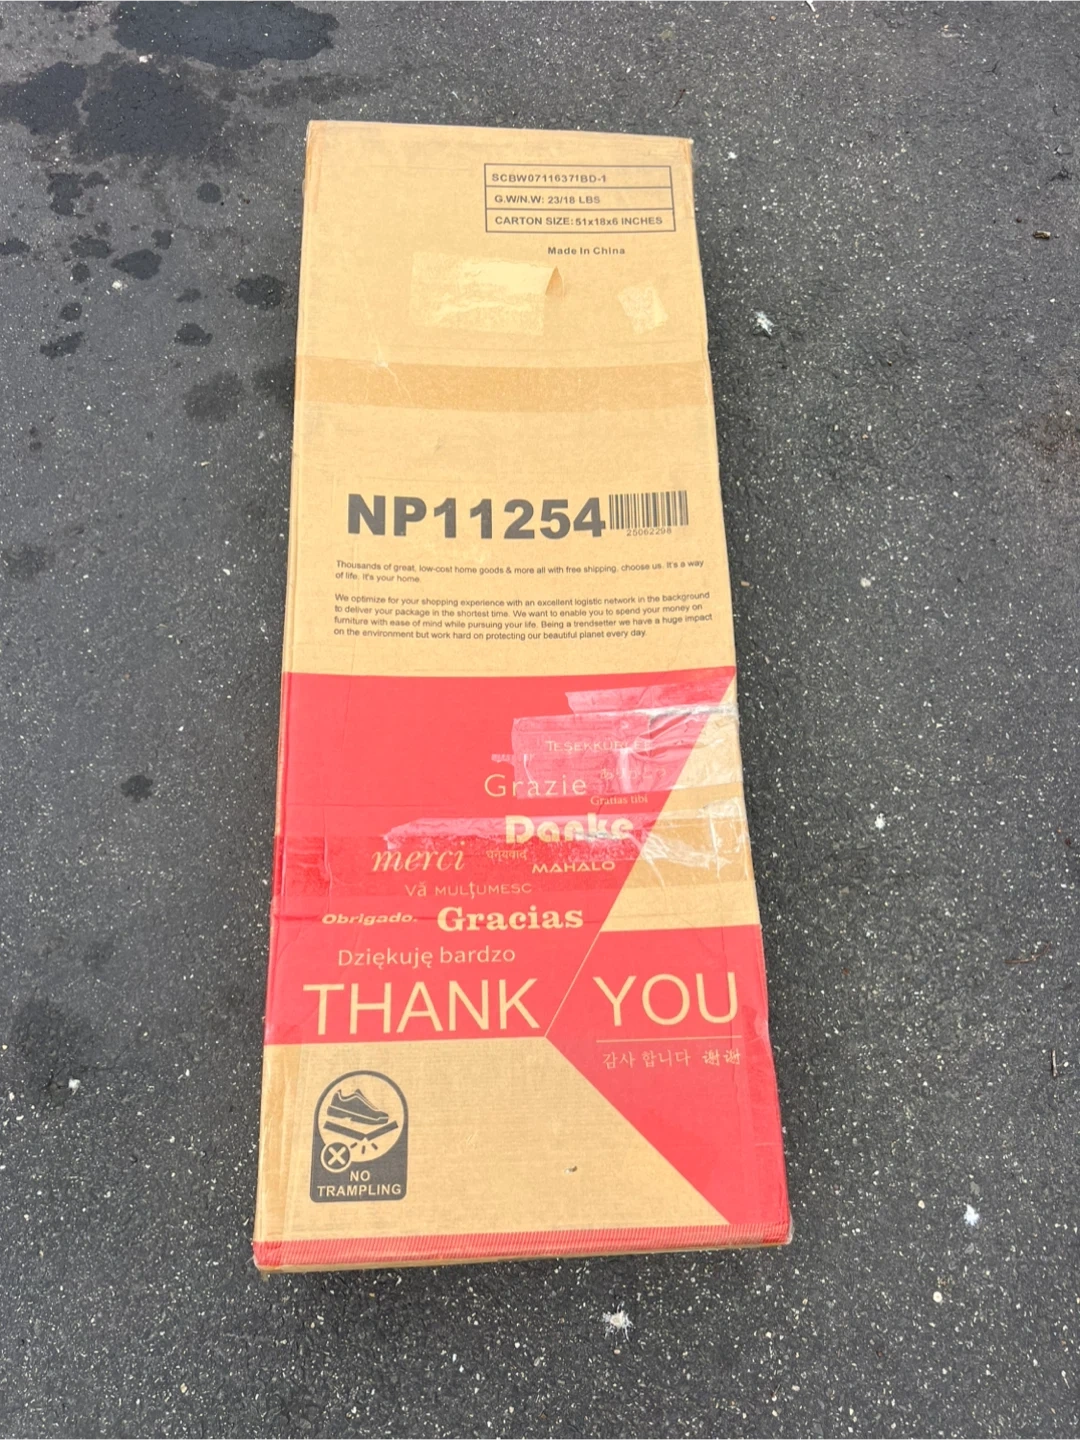 SCBW07116371BD-1
G.W/N.W: 23/18 LBS
CARTON SIZE: 51x18x6 INCHES
Made In China
NP11254
25062298
Thousands of great, low-cost home goods & more all with free shipping, choose us. It's a way
of life. It's your home.
We optimize for your shopping experience with an excellent logistic network in the background
to deliver your package in the shortest time. We want to enable you to spend your money on
furniture with ease of mind while pursuing your life. Being a trendsetter we have a huge impact
on the environment but work hard on protecting our beautiful planet every day.
Grazie
Gratias tibi
Danke
merci
धन्यवाद
MAHALO
Vă MULȚUMESC
Obrigado.
Gracias
Dziękuję bardzo
THANK YOU
감사 합니다 谢谢
NO
TRAMPLING